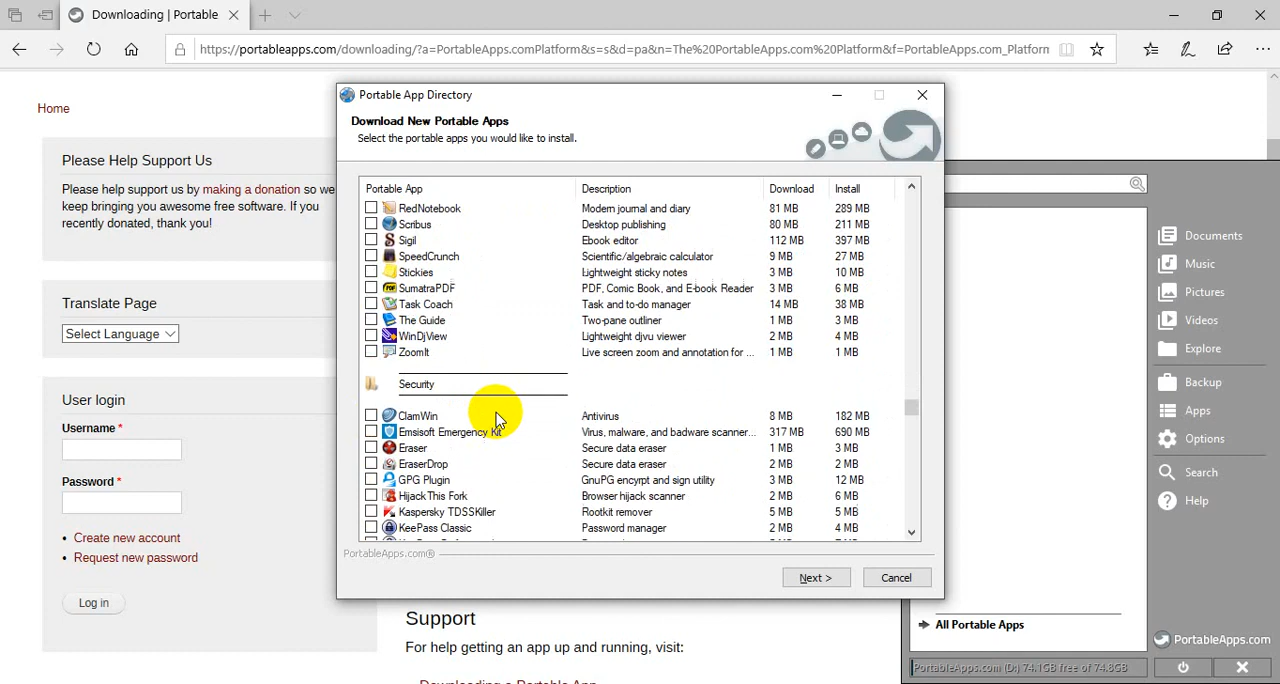 Downloading | Portable
https://portableapps.com/downloading/?a=PortableApps.comPlatform&s=s&d=pa&n=The%20PortableApps.com%20Platform&f=PortableApps.com_Platform
Home
Please Help Support Us
Please help support us by making a donation so we
keep bringing you awesome free software. If you
recently donated, thank you!
Translate Page
Select Language
User login
Username *
Password *
• Create new account
• Request new password
Log in
Portable App Directory
Download New Portable Apps
Select the portable apps you would like to install.
Portable App Description Download Install
RedNotebook Modern journal and diary 81 MB 289 MB
Scribus Desktop publishing 80 MB 211 MB
Sigil Ebook editor 112 MB 397 MB
SpeedCrunch Scientific/algebraic calculator 9 MB 27 MB
Stickies Lightweight sticky notes 3 MB 10 MB
SumatraPDF PDF, Comic Book, and E-book Reader 3 MB 6 MB
Task Coach Task and to-do manager 14 MB 38 MB
The Guide Two-pane outliner 1 MB 3 MB
WinDjView Lightweight djvu viewer 2 MB 4 MB
ZoomIt Live screen zoom and annotation for ... 1 MB 1 MB
Security
ClamWin Antivirus 8 MB 182 MB
Emsisoft Emergency Kit Virus, malware, and badware scanner... 317 MB 690 MB
Eraser Secure data eraser 1 MB 3 MB
EraserDrop Secure data eraser 2 MB 2 MB
GPG Plugin GnuPG encrypt and sign utility 3 MB 12 MB
HijackThis Fork Browser hijack scanner 2 MB 6 MB
Kaspersky TDSSKiller Rootkit remover 5 MB 5 MB
KeePass Classic Password manager 2 MB 4 MB
PortableApps.com®
Next >
Cancel
Support
For help getting an app up and running, visit:
Documents
Music
Pictures
Videos
Explore
Backup
Apps
Options
Search
Help
All Portable Apps
PortableApps.com
PortableApps.com (D:) 74.1GB free of 74.8GB